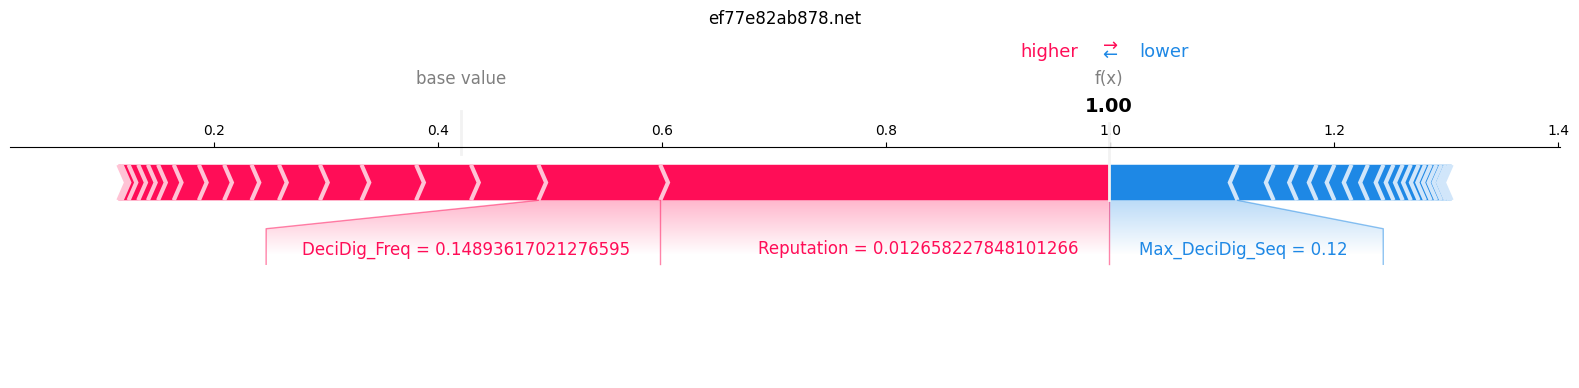 ef77e82ab878.net
higher → lower
←
base value f(x)
1.00
0.2 0.4 0.6 0.8 1.0 1.2 1.4
DeciDig_Freq = 0.14893617021276595 Reputation = 0.012658227848101266 Max_DeciDig_Seq = 0.12